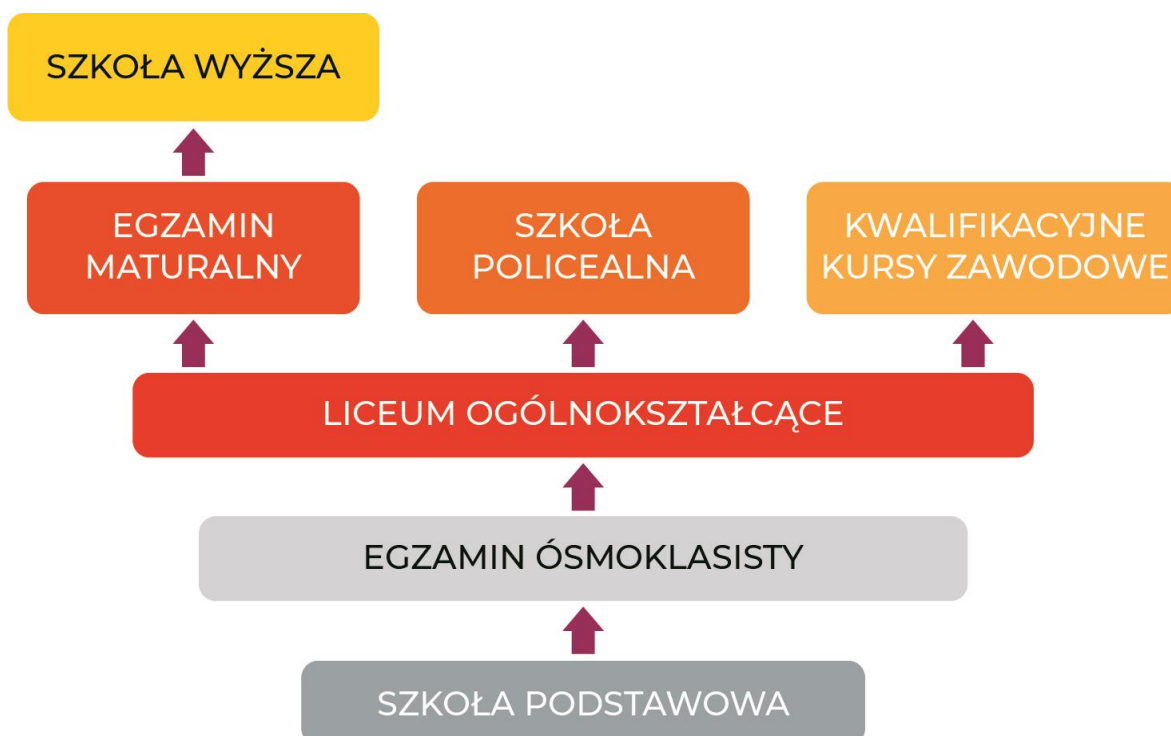 SZKOŁA WYŻSZA
EGZAMIN
MATURALNY
SZKOŁA
POLICEALNA
KWALIFIKACYJNE
KURSY ZAWODOWE
LICEUM OGÓLNOKSZTAŁCĄCE
EGZAMIN ÓSMOKLASISTY
SZKOŁA PODSTAWOWA